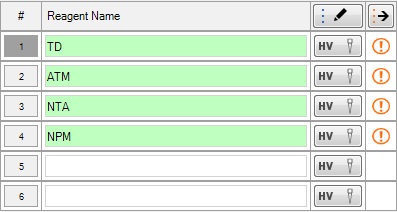 # Reagent Name
1 TD HV
2 ATM HV
3 NTA HV
4 NPM HV
5 HV
6 HV